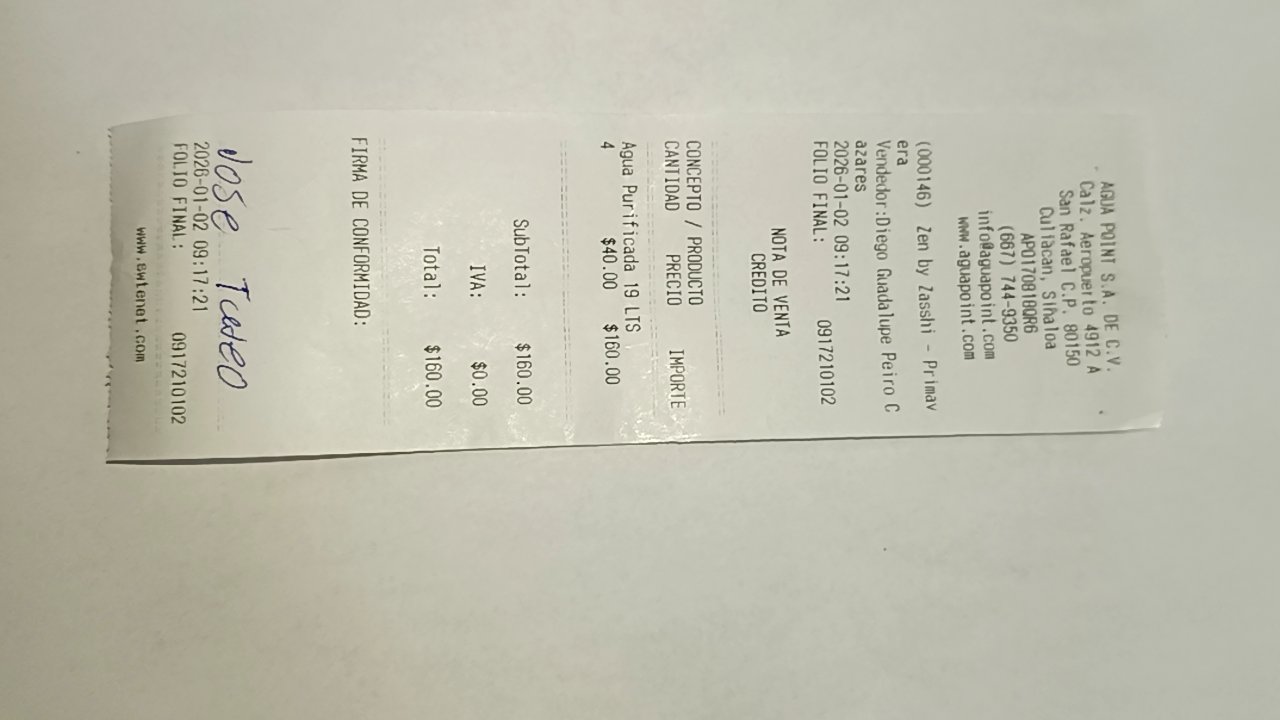 AGUA POINT S.A. DE C.V.
Calz. Aeropuerto 4912 A
San Rafael C.P. 80150
Culiacan, Sinaloa
APO170818QR6
(667) 744-9350
info@aguapoint.com
www.aguapoint.com
(000146) Zen by Zasshi - Primav
era
Vendedor:Diego Guadalupe Peiro C
azares
2026-01-02 09:17:21
FOLIO FINAL: 0917210102
NOTA DE VENTA
CREDITO
CONCEPTO / PRODUCTO
CANTIDAD PRECIO IMPORTE
Agua Purificada 19 LTS
4 $40.00 $160.00
SubTotal: $160.00
IVA: $0.00
Total: $160.00
FIRMA DE CONFORMIDAD:
Jose
2026-01-02 09:17:21
FOLIO FINAL: 0917210102
www.ewtenet.com